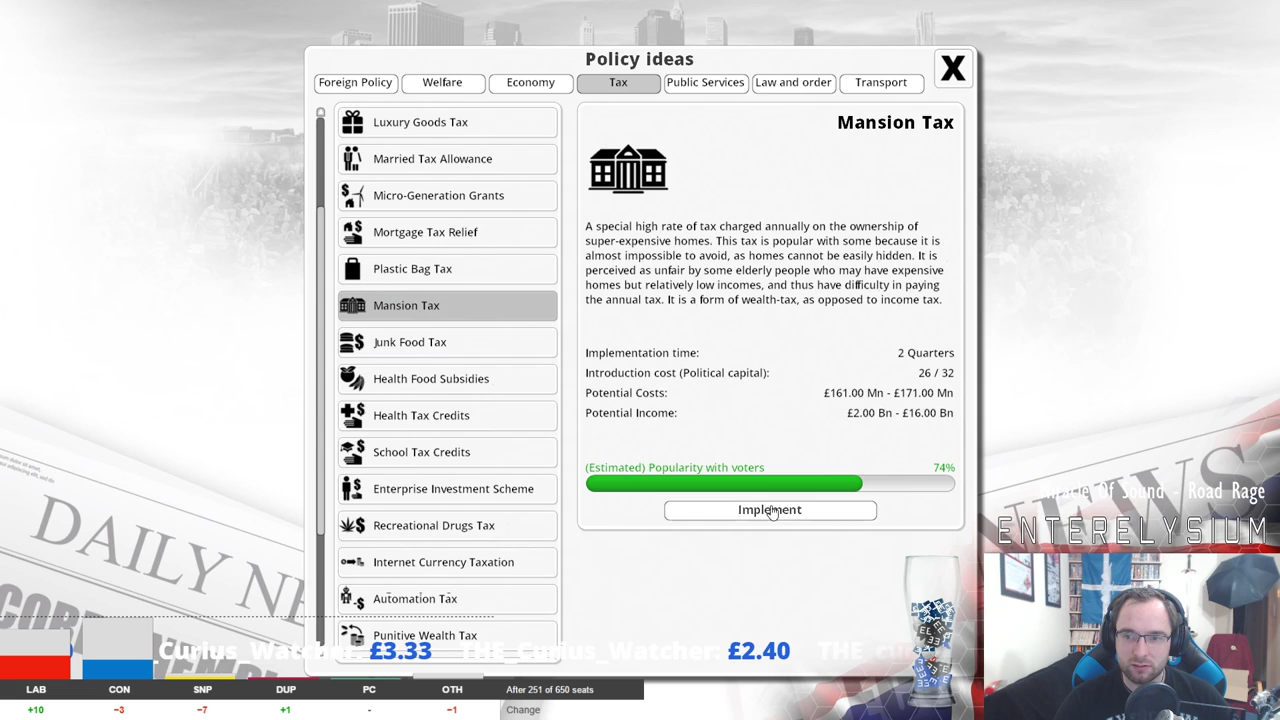 Policy ideas
X
Foreign Policy
Welfare
Economy
Tax
Public Services
Law and order
Transport
Luxury Goods Tax
Married Tax Allowance
Micro-Generation Grants
Mortgage Tax Relief
Plastic Bag Tax
Mansion Tax
Junk Food Tax
Health Food Subsidies
Health Tax Credits
School Tax Credits
Enterprise Investment Scheme
Recreational Drugs Tax
Internet Currency Taxation
Automation Tax
Punitive Wealth Tax
Mansion Tax
A special high rate of tax charged annually on the ownership of
super-expensive homes. This tax is popular with some because it is
almost impossible to avoid, as homes cannot be easily hidden. It is
perceived as unfair by some elderly people who may have expensive
homes but relatively low incomes, and thus have difficulty in paying
the annual tax. It is a form of wealth-tax, as opposed to income tax.
Implementation time: 2 Quarters
Introduction cost (Political capital): 26 / 32
Potential Costs: £161.00 Mn - £171.00 Mn
Potential Income: £2.00 Bn - £16.00 Bn
(Estimated) Popularity with voters 74%
Implement
DAILY NE
NEWS
Of Sound - Road Rage
ENTERELYSIUM
Curius_Watcher: £3.33 THE_Curius_Watcher: £2.40 THE
LAB CON SNP DUP PC OTH After 251 of 650 seats
+10 −3 −7 +1 - −1 Change